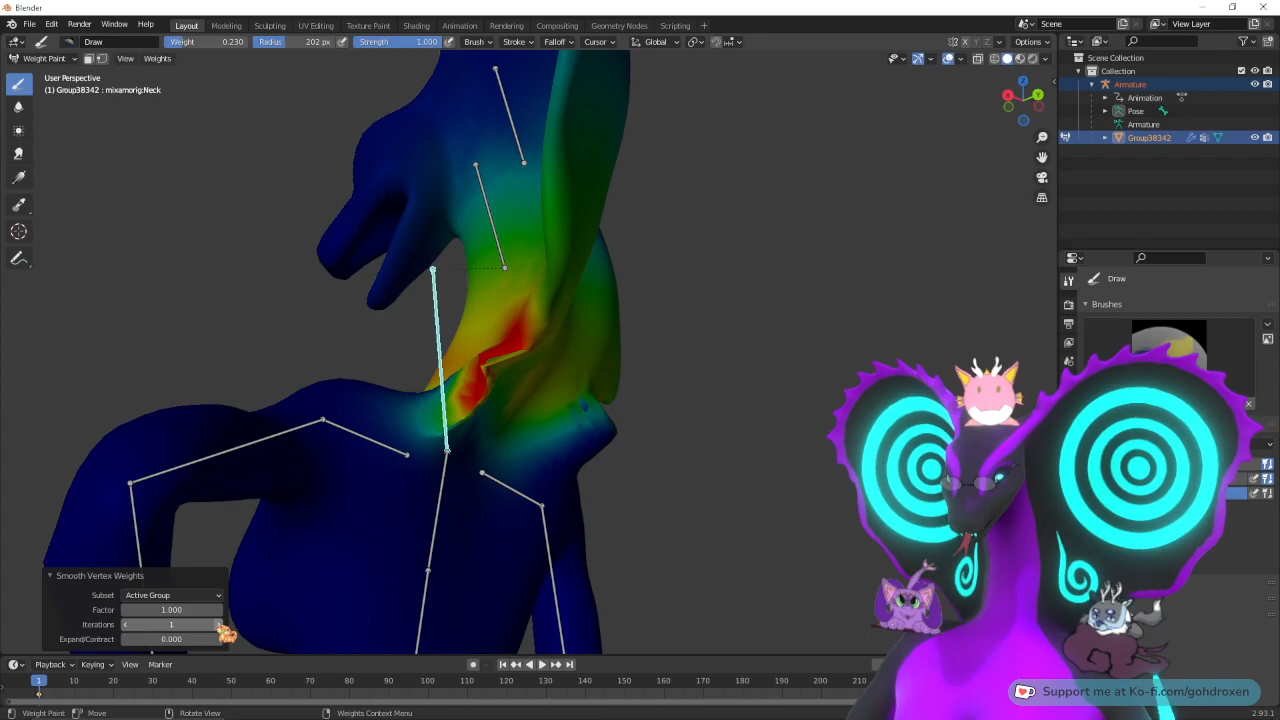 Blender
File Edit Render Window Help Layout Modeling Sculpting UV Editing Texture Paint Shading Animation Rendering Compositing Geometry Nodes Scripting + Scene View Layer
Draw Weight 0.230 Radius 202 px Strength 1.000 Brush Stroke Falloff Cursor Global X Y Z Options
Weight Paint View Weights
User Perspective
(1) Group38342 : mixamorig:Neck
X Y Z
Scene Collection
Collection
Armature
Animation
Pose
Armature
Group38342
Draw
Brushes
Smooth Vertex Weights
Subset Active Group
Factor 1.000
Iterations 1
Expand/Contract 0.000
Playback Keying View Marker
1 10 20 30 40 50 60 70 80 90 100 110 120 130 140 150 160 170 180 190 200 210
Support me at Ko-fi.com/gohdroxen
Weight Paint Move Rotate View Weights Context Menu 2.93.1